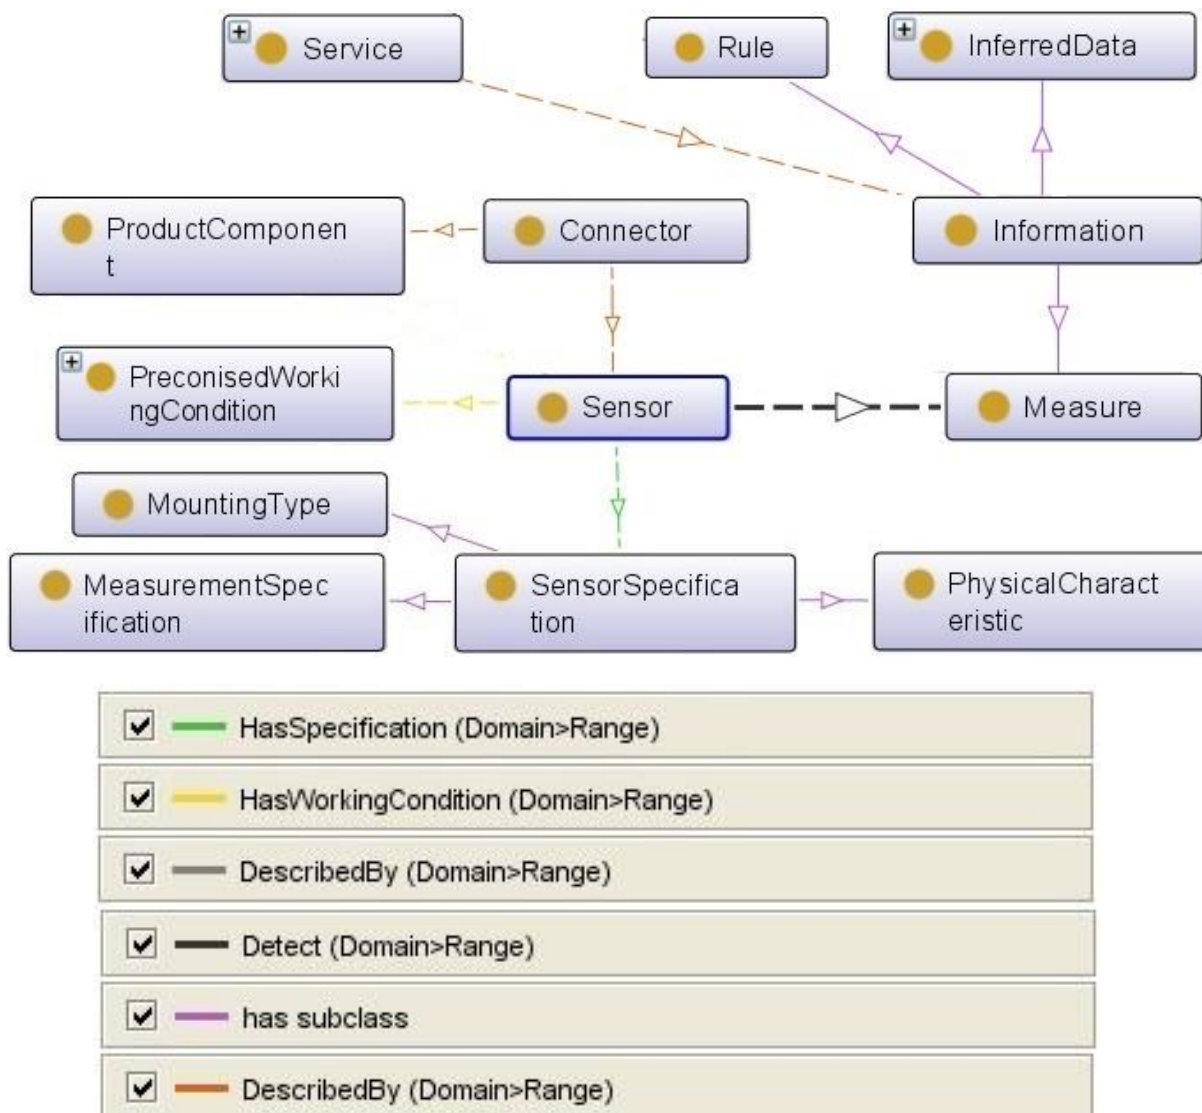 Service
Rule
InferredData
ProductComponen
t
Connector
Information
PreconisedWorki
ngCondition
Sensor
Measure
MountingType
MeasurementSpec
ification
SensorSpecifica
tion
PhysicalCharact
eristic
HasSpecification (Domain>Range)
HasWorkingCondition (Domain>Range)
DescribedBy (Domain>Range)
Detect (Domain>Range)
has subclass
DescribedBy (Domain>Range)